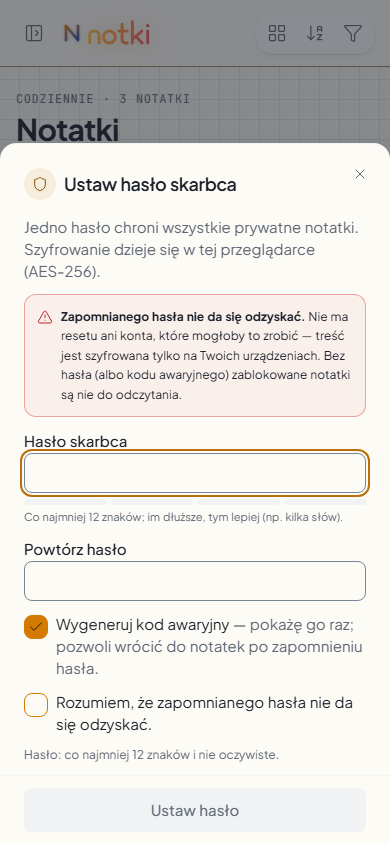 N notki
CODZIENNIE · 3 NOTATKI
Notatki
Ustaw hasło skarbca
Jedno hasło chroni wszystkie prywatne notatki.
Szyfrowanie dzieje się w tej przeglądarce
(AES-256).
Zapomnianego hasła nie da się odzyskać. Nie ma
resetu ani konta, które mogłoby to zrobić — treść
jest szyfrowana tylko na Twoich urządzeniach. Bez
hasła (albo kodu awaryjnego) zablokowane notatki
są nie do odczytania.
Hasło skarbca
Co najmniej 12 znaków; im dłuższe, tym lepiej (np. kilka słów).
Powtórz hasło
Wygeneruj kod awaryjny — pokażę go raz;
pozwoli wrócić do notatek po zapomnieniu
hasła.
Rozumiem, że zapomnianego hasła nie da
się odzyskać.
Hasło: co najmniej 12 znaków i nie oczywiste.
Ustaw hasło